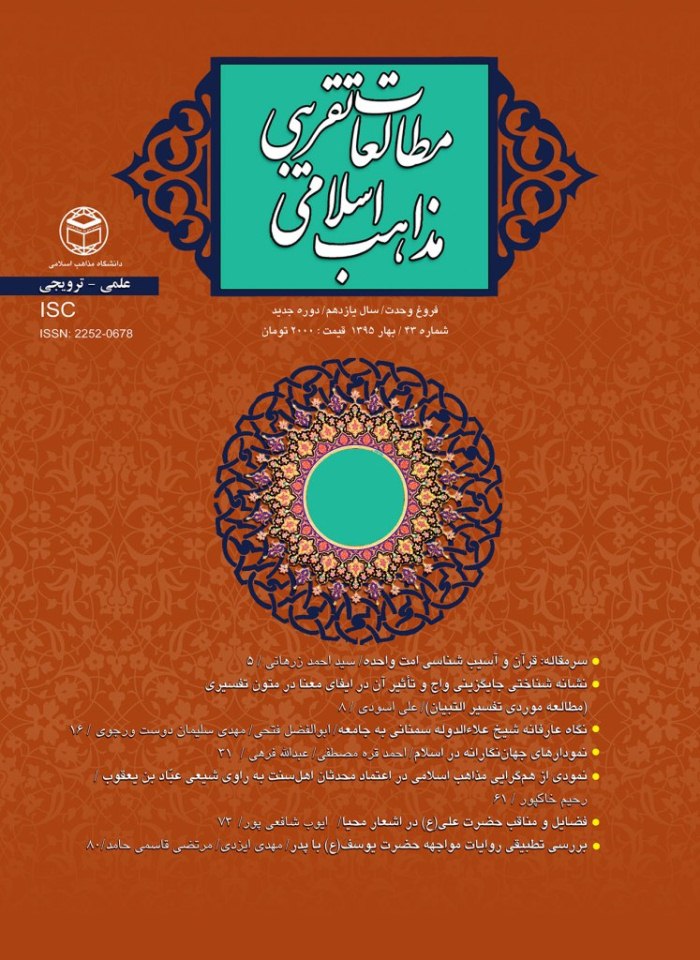 مطالعات تقریبی
مذاهب اسلامی
دانشگاه مذاهب اسلامی
علمی - ترویجی
ISC
ISSN: 2252-0678
فروغ وحدت/ سال یازدهم/ دوره جدید
شماره ۴۳ / بهار ۱۳۹۵ قیمت : ۲۰۰۰ تومان
سرمقاله: قرآن و آسیب شناسی امت واحده/ سید احمد زرهانی / ۵
نشانه شناختی جایگزینی واج و تأثیر آن در ایفای معنا در متون تفسیری
(مطالعه موردی تفسیر التبیان)/ علی اسودی / ۸
نگاه عارفانه شیخ علاءالدوله سمنانی به جامعه/ ابوالفضل فتحی/ مهدی سلیمان دوست ورجوی / ۱۶
نمودارهای جهان‌نگارانه در اسلام/ احمد قره مصطفی/ عبدالله فرهی / ۳۱
نمودی از هم‌گرایی مذاهب اسلامی در اعتماد محدثان اهل‌سنت به راوی شیعی عبّاد بن یعقوب /
رحیم خاکپور / ۶۱
فضایل و مناقب حضرت علی(ع) در اشعار محیا/ ایوب شافعی پور/ ۷۳
بررسی تطبیقی روایات مواجهه حضرت یوسف(ع) با پدر/ مهدی ایزدی/ مرتضی قاسمی حامد/ ۸۰